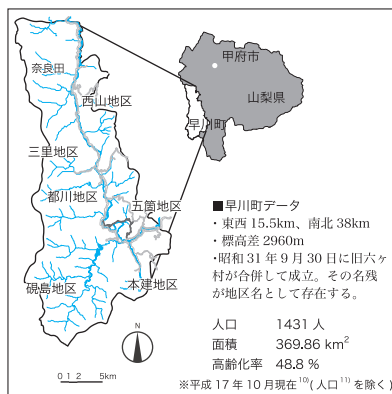 奈良田
西山地区
三里地区
都川地区
五箇地区
硯島地区
本建地区
甲府市
山梨県
早川町
■早川町データ
・東西 15.5km、南北 38km
・標高差 2960m
・昭和 31 年 9 月 30 日に旧六ヶ
村が合併して成立。その名残
が地区名として存在する。
人口 1431 人
面積 369.86 km²
高齢化率 48.8 %
※平成 17 年 10 月現在¹⁰⁾( 人口¹¹⁾ を除く )
N
0 1 2 5km